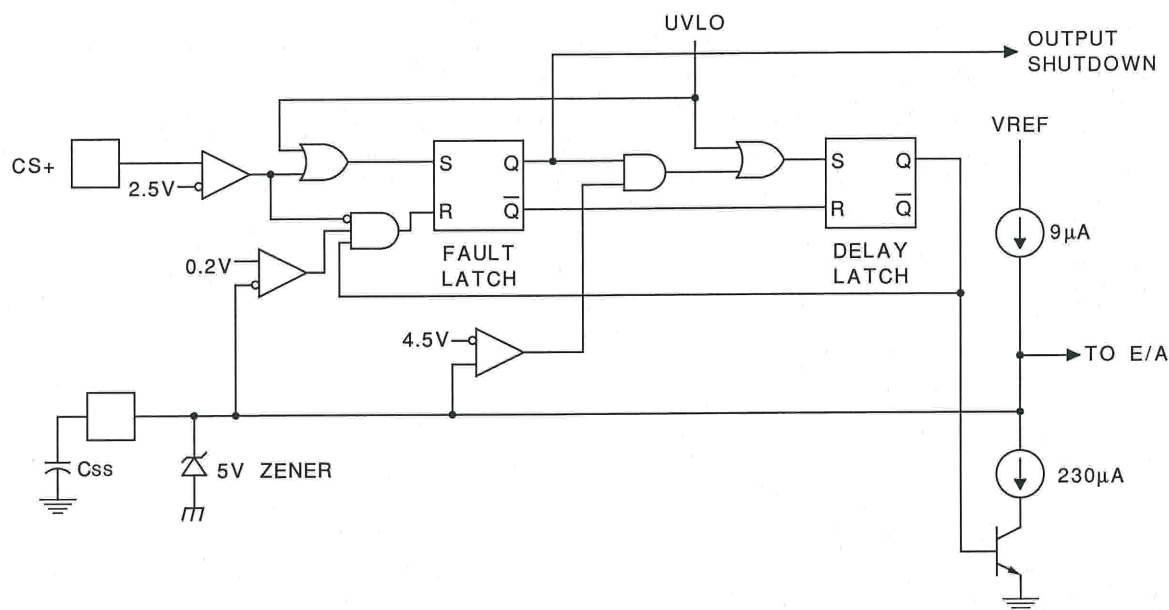 UVLO
OUTPUT
SHUTDOWN
VREF
CS+
2.5V
S Q
R Q̅
FAULT
LATCH
S Q
R Q̅
DELAY
LATCH
9µA
0.2V
4.5V
TO E/A
Css
5V ZENER
230µA